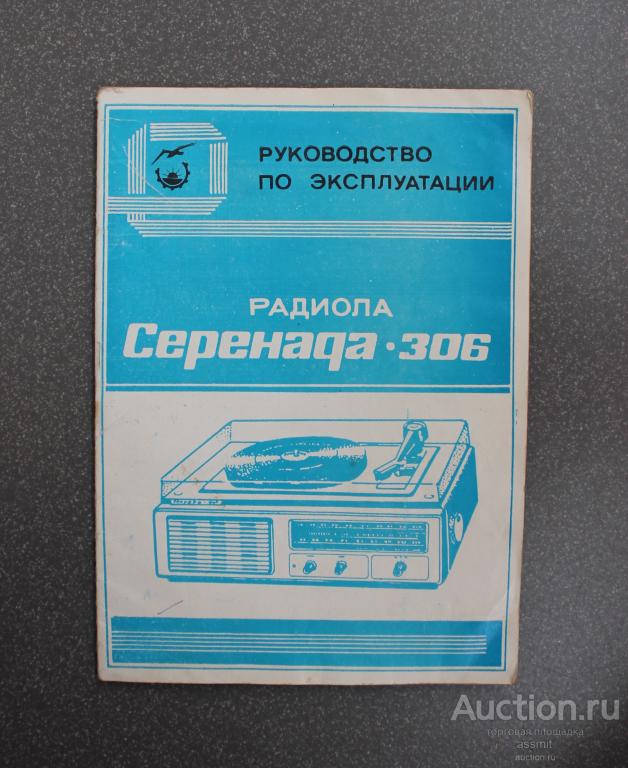 РУКОВОДСТВО
ПО ЭКСПЛУАТАЦИИ
РАДИОЛА
Серенада·306
Auction.ru
торговая площадка
assmit
auction.ru